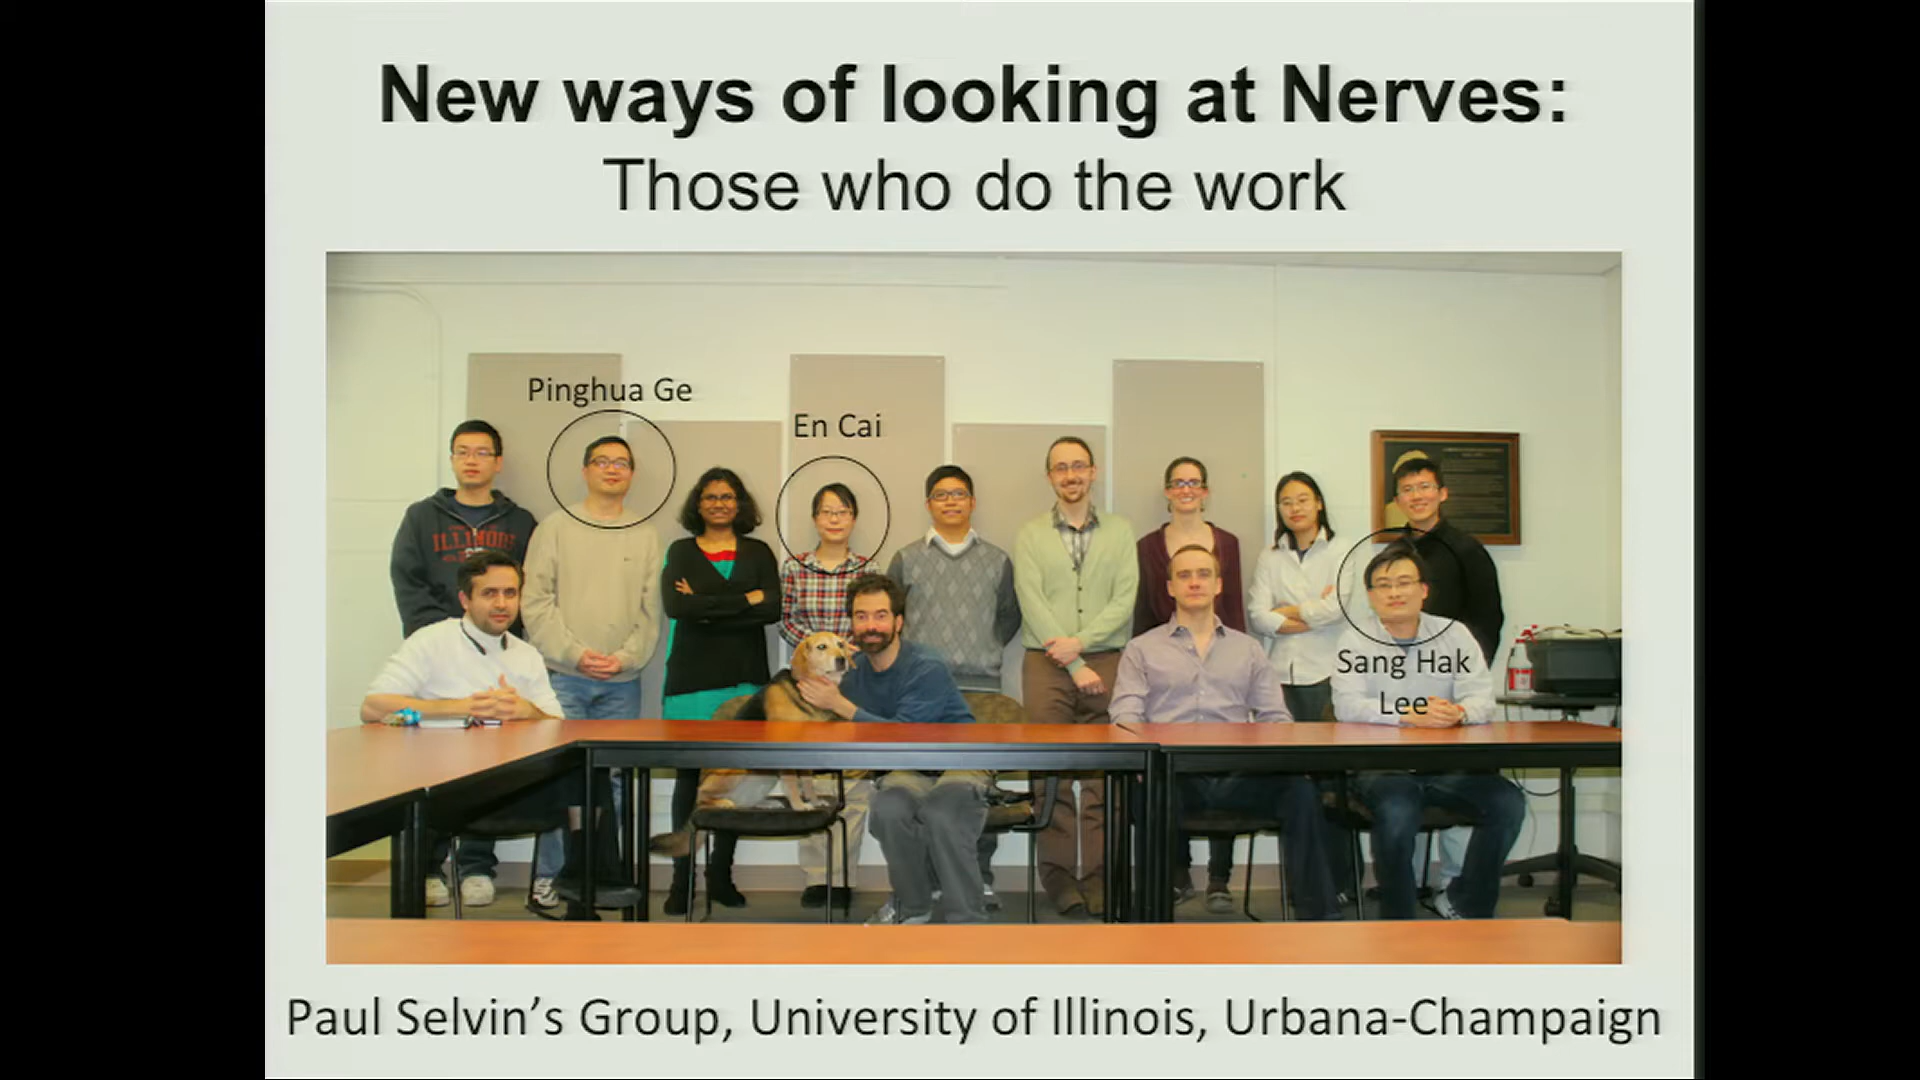 New ways of looking at Nerves:
Those who do the work
Pinghua Ge
En Cai
ILLINOIS
Sang Hak
Lee
Paul Selvin’s Group, University of Illinois, Urbana-Champaign